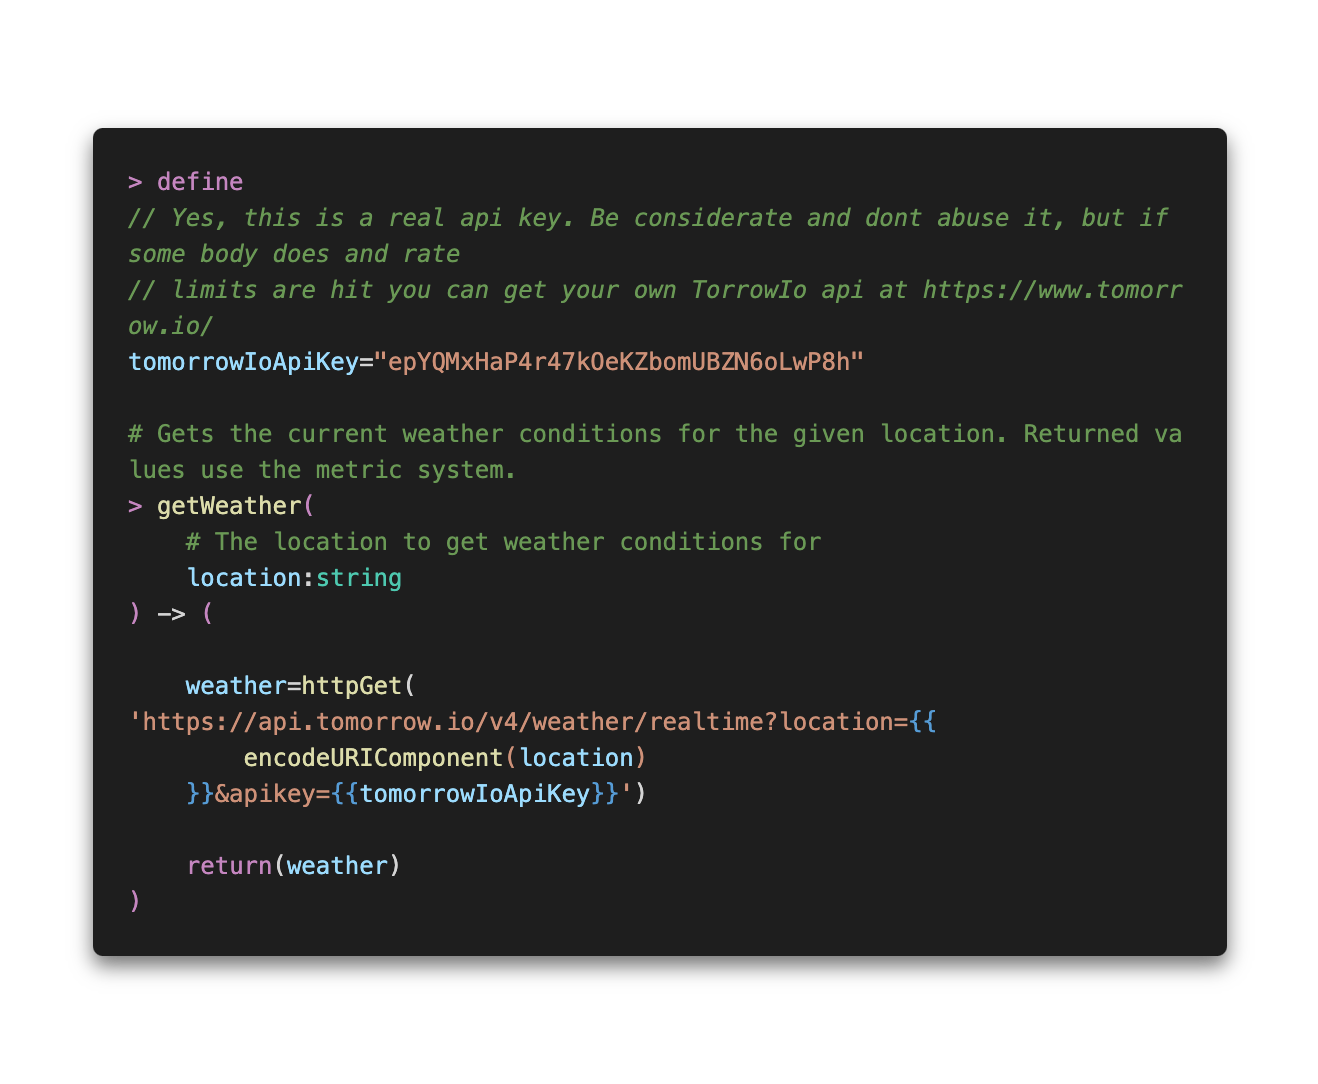 > define
// Yes, this is a real api key. Be considerate and dont abuse it, but if
some body does and rate
// limits are hit you can get your own TorrowIo api at https://www.tomorr
ow.io/
tomorrowIoApiKey="epYQMxHaP4r47kOeKZbomUBZN6oLwP8h"
# Gets the current weather conditions for the given location. Returned va
lues use the metric system.
> getWeather(
# The location to get weather conditions for
location:string
) -> (
weather=httpGet(
'https://api.tomorrow.io/v4/weather/realtime?location={{
encodeURIComponent(location)
}}&apikey={{tomorrowIoApiKey}}')
return(weather)
)